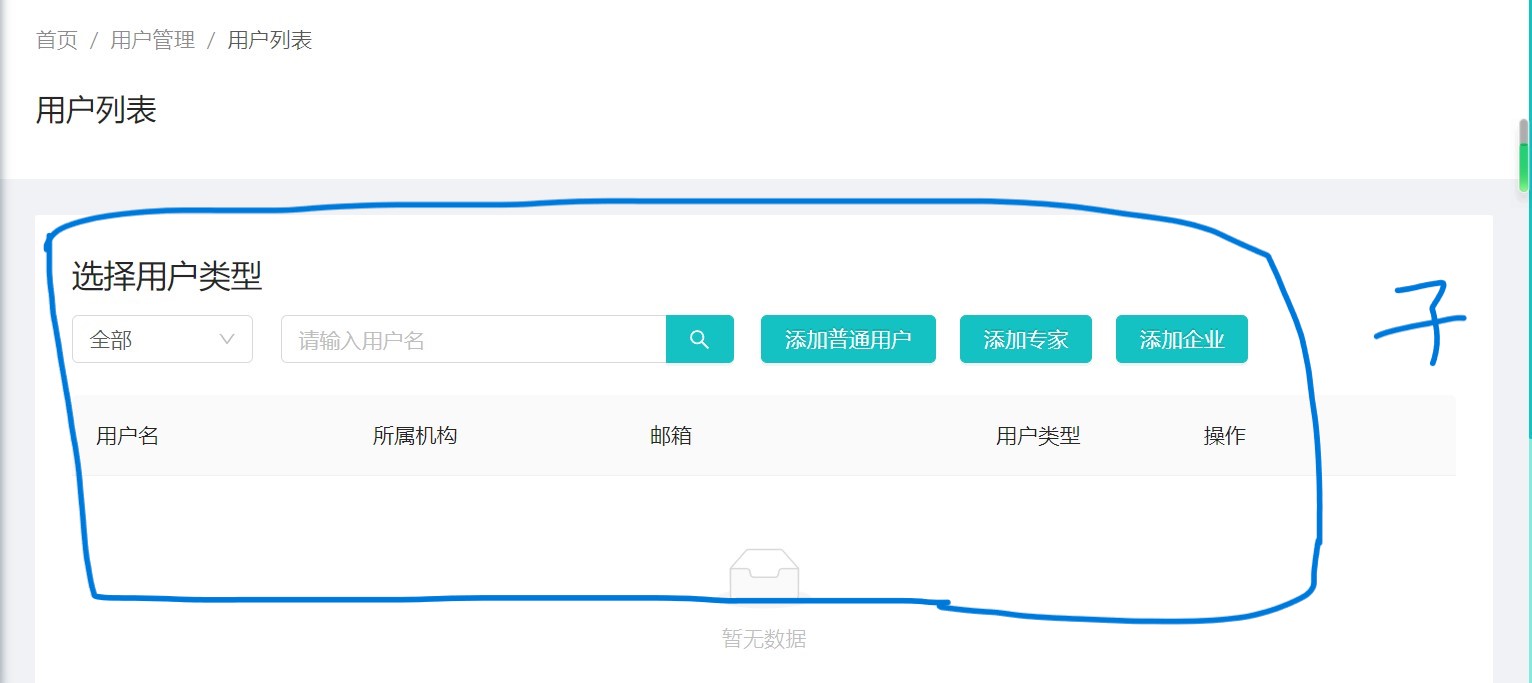 首页 / 用户管理 / 用户列表
用户列表
选择用户类型
全部 请输入用户名 添加普通用户 添加专家 添加企业
子
用户名 所属机构 邮箱 用户类型 操作
暂无数据